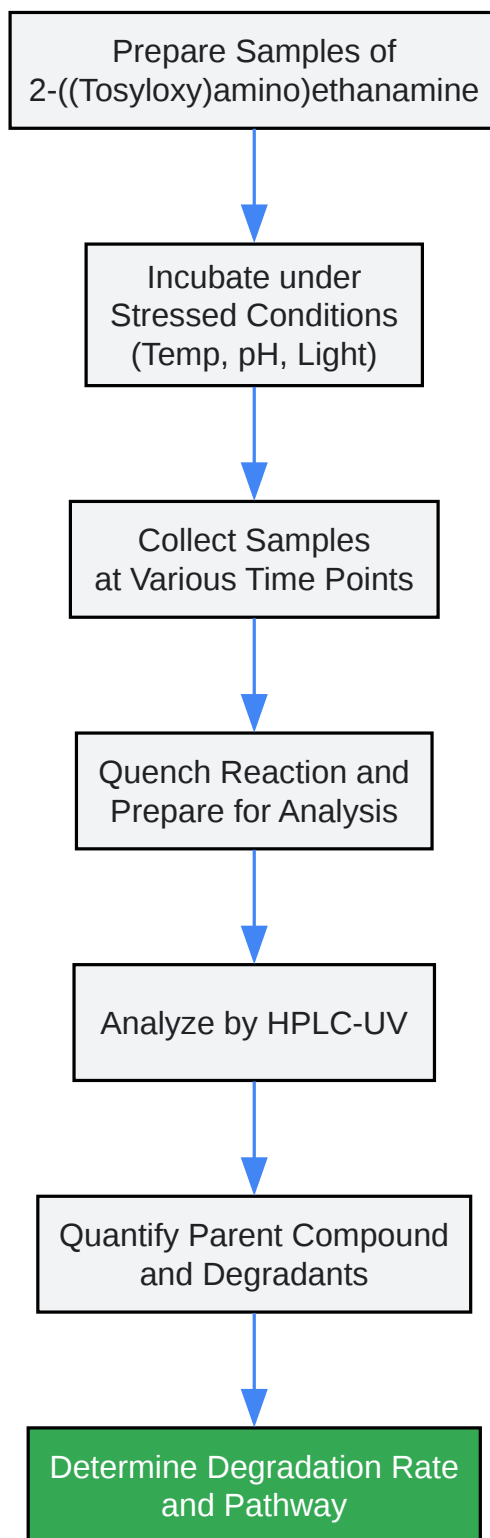 Prepare Samples of
2-((Tosyloxy)amino)ethanamine
Incubate under
Stressed Conditions
(Temp, pH, Light)
Collect Samples
at Various Time Points
Quench Reaction and
Prepare for Analysis
Analyze by HPLC-UV
Quantify Parent Compound
and Degradants
Determine Degradation Rate
and Pathway